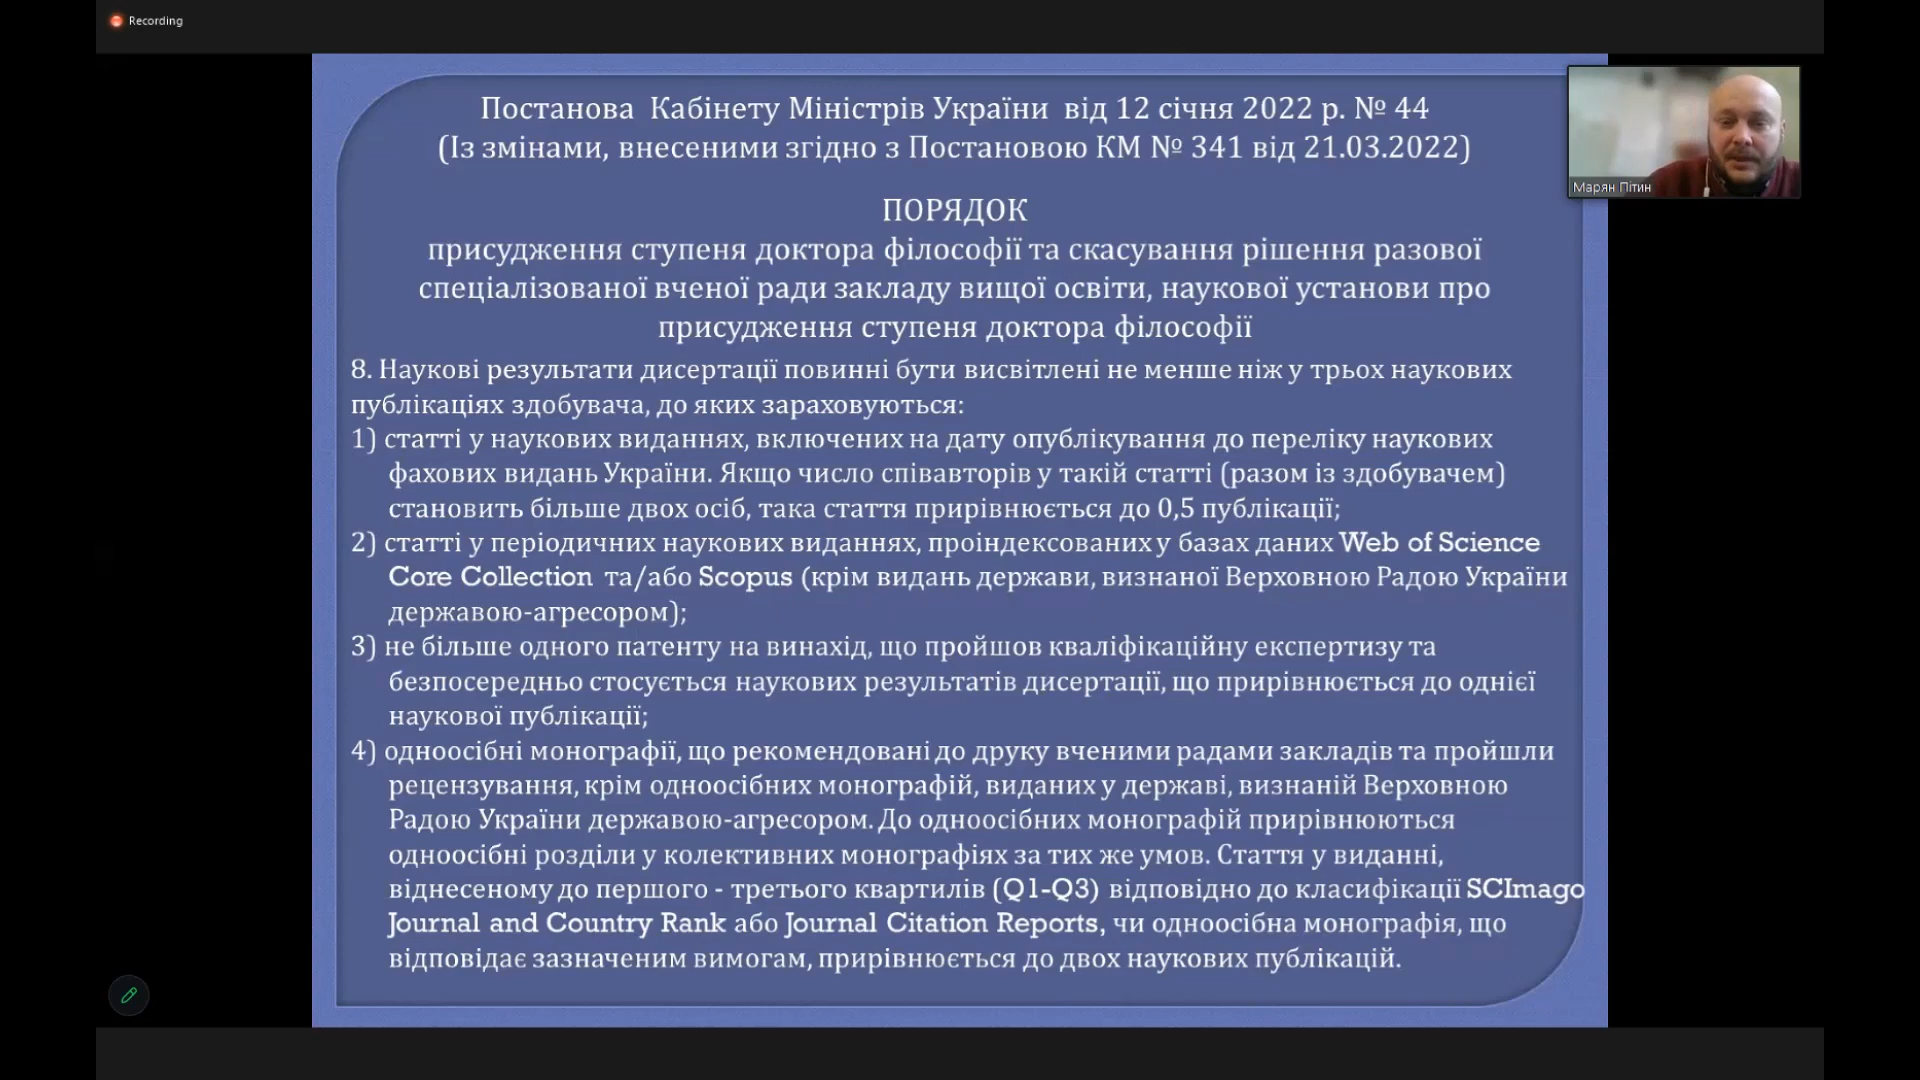 Recording
Постанова Кабінету Міністрів України від 12 січня 2022 р. № 44
(Із змінами, внесеними згідно з Постановою КМ № 341 від 21.03.2022)
Марян Пітин
ПОРЯДОК
присудження ступеня доктора філософії та скасування рішення разової
спеціалізованої вченої ради закладу вищої освіти, наукової установи про
присудження ступеня доктора філософії
8. Наукові результати дисертації повинні бути висвітлені не менше ніж у трьох наукових
публікаціях здобувача, до яких зараховуються:
1) статті у наукових виданнях, включених на дату опублікування до переліку наукових
фахових видань України. Якщо число співавторів у такій статті (разом із здобувачем)
становить більше двох осіб, така стаття прирівнюється до 0,5 публікації;
2) статті у періодичних наукових виданнях, проіндексованих у базах даних Web of Science
Core Collection та/або Scopus (крім видань держави, визнаної Верховною Радою України
державою-агресором);
3) не більше одного патенту на винахід, що пройшов кваліфікаційну експертизу та
безпосередньо стосується наукових результатів дисертації, що прирівнюється до однієї
наукової публікації;
4) одноосібні монографії, що рекомендовані до друку вченими радами закладів та пройшли
рецензування, крім одноосібних монографій, виданих у державі, визнаній Верховною
Радою України державою-агресором. До одноосібних монографій прирівнюються
одноосібні розділи у колективних монографіях за тих же умов. Стаття у виданні,
віднесеному до першого - третього квартилів (Q1-Q3) відповідно до класифікації SCImago
Journal and Country Rank або Journal Citation Reports, чи одноосібна монографія, що
відповідає зазначеним вимогам, прирівнюється до двох наукових публікацій.